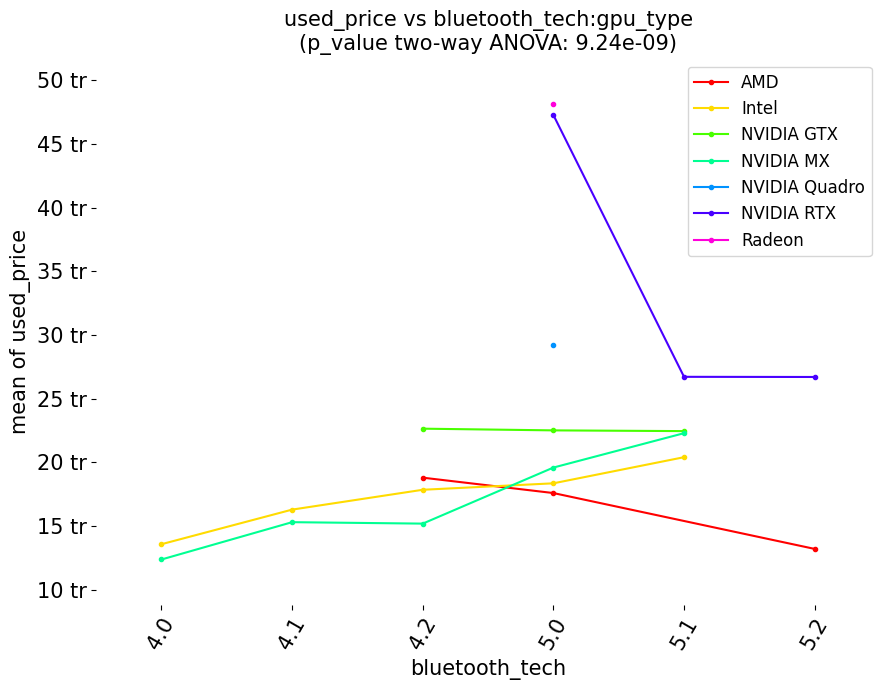 used_price vs bluetooth_tech:gpu_type
(p_value two-way ANOVA: 9.24e-09)
50 tr
45 tr
40 tr
35 tr
30 tr
25 tr
20 tr
15 tr
10 tr
mean of used_price
AMD
Intel
NVIDIA GTX
NVIDIA MX
NVIDIA Quadro
NVIDIA RTX
Radeon
4.0
4.1
4.2
5.0
5.1
5.2
bluetooth_tech